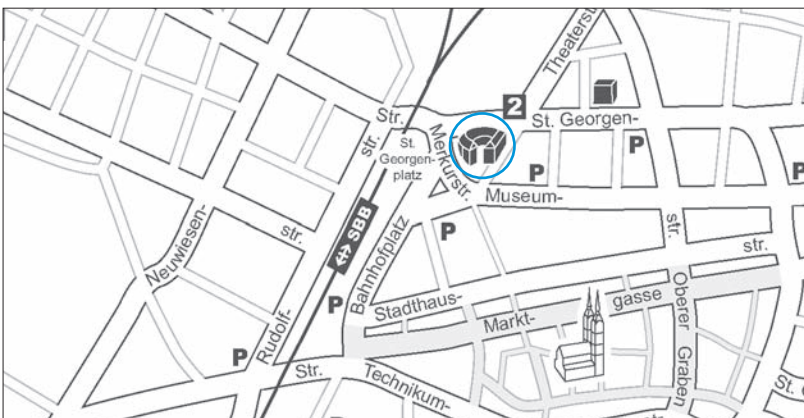 Theaterst
2
Str.
St. Georgen-
str.
St.
Georgen-
platz
Merkurstr.
P
P
P
Museum-
Neuwiesen-
str.
SBB
Bahnhofplatz
P
str.
str.
P
Stadthaus-
Markt-
gasse
Oberer Graben
Rudolf-
P
Str.
Technikum-
St.